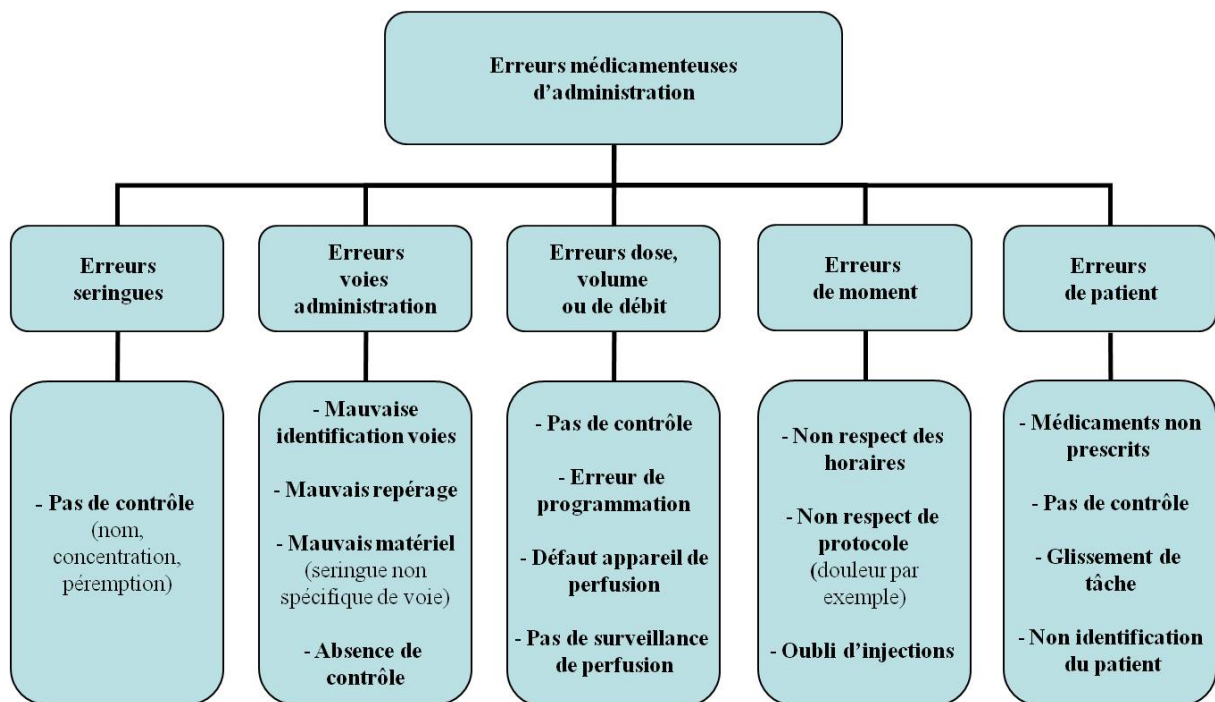 Erreurs médicamenteuses
d'administration
Erreurs
seringues
Erreurs
voies
administration
Erreurs dose,
volume
ou de débit
Erreurs
de moment
Erreurs
de patient
- Pas de contrôle
(nom,
concentration,
péremption)
- Mauvaise
identification voies
- Mauvais repérage
- Mauvais matériel
(seringue non
spécifique de voie)
- Absence de
contrôle
- Pas de contrôle
- Erreur de
programmation
- Défaut appareil de
perfusion
- Pas de surveillance
de perfusion
- Non respect des
horaires
- Non respect de
protocole
(douleur par
exemple)
- Oubli d'injections
- Médicaments non
prescrits
- Pas de contrôle
- Glissement de
tâche
- Non identification
du patient